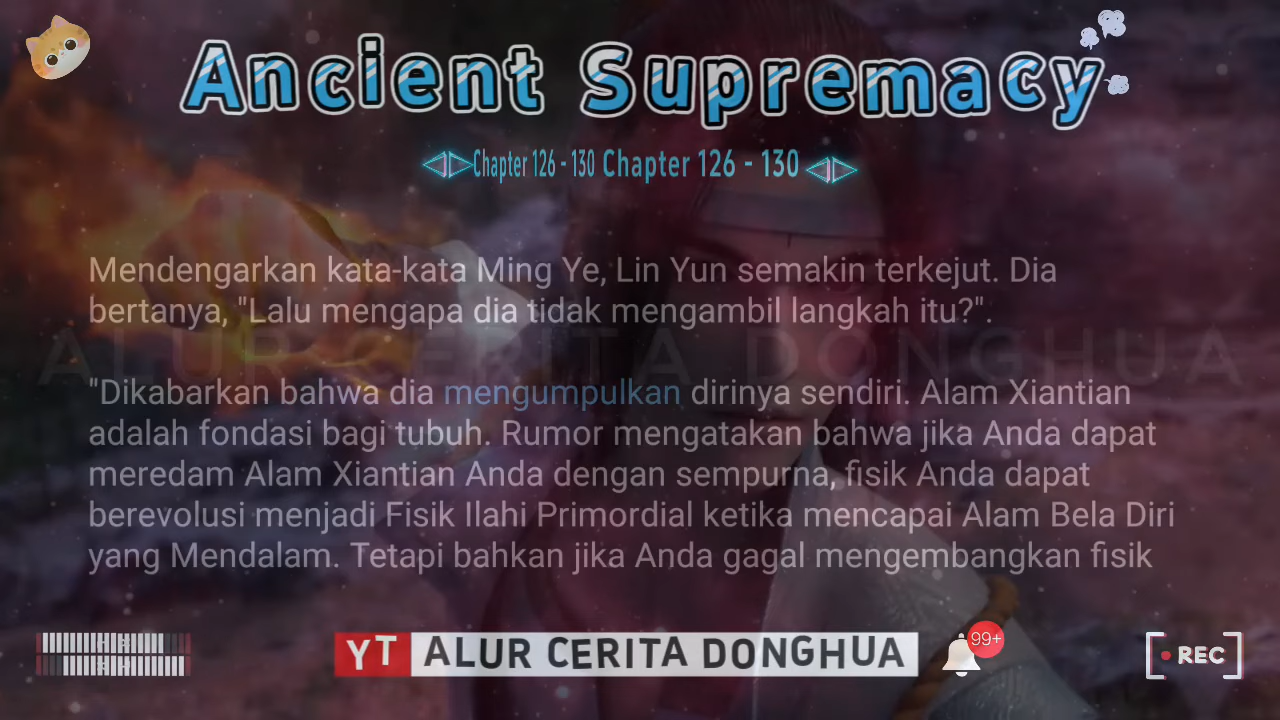 Ancient Supremacy
Chapter 126 - 130 Chapter 126 - 130
Mendengarkan kata-kata Ming Ye, Lin Yun semakin terkejut. Dia
bertanya, "Lalu mengapa dia tidak mengambil langkah itu?".
ALUR CERITA DONGHUA
"Dikabarkan bahwa dia mengumpulkan dirinya sendiri. Alam Xiantian
adalah fondasi bagi tubuh. Rumor mengatakan bahwa jika Anda dapat
meredam Alam Xiantian Anda dengan sempurna, fisik Anda dapat
berevolusi menjadi Fisik Ilahi Primordial ketika mencapai Alam Bela Diri
yang Mendalam. Tetapi bahkan jika Anda gagal mengembangkan fisik
YT ALUR CERITA DONGHUA
99+
REC